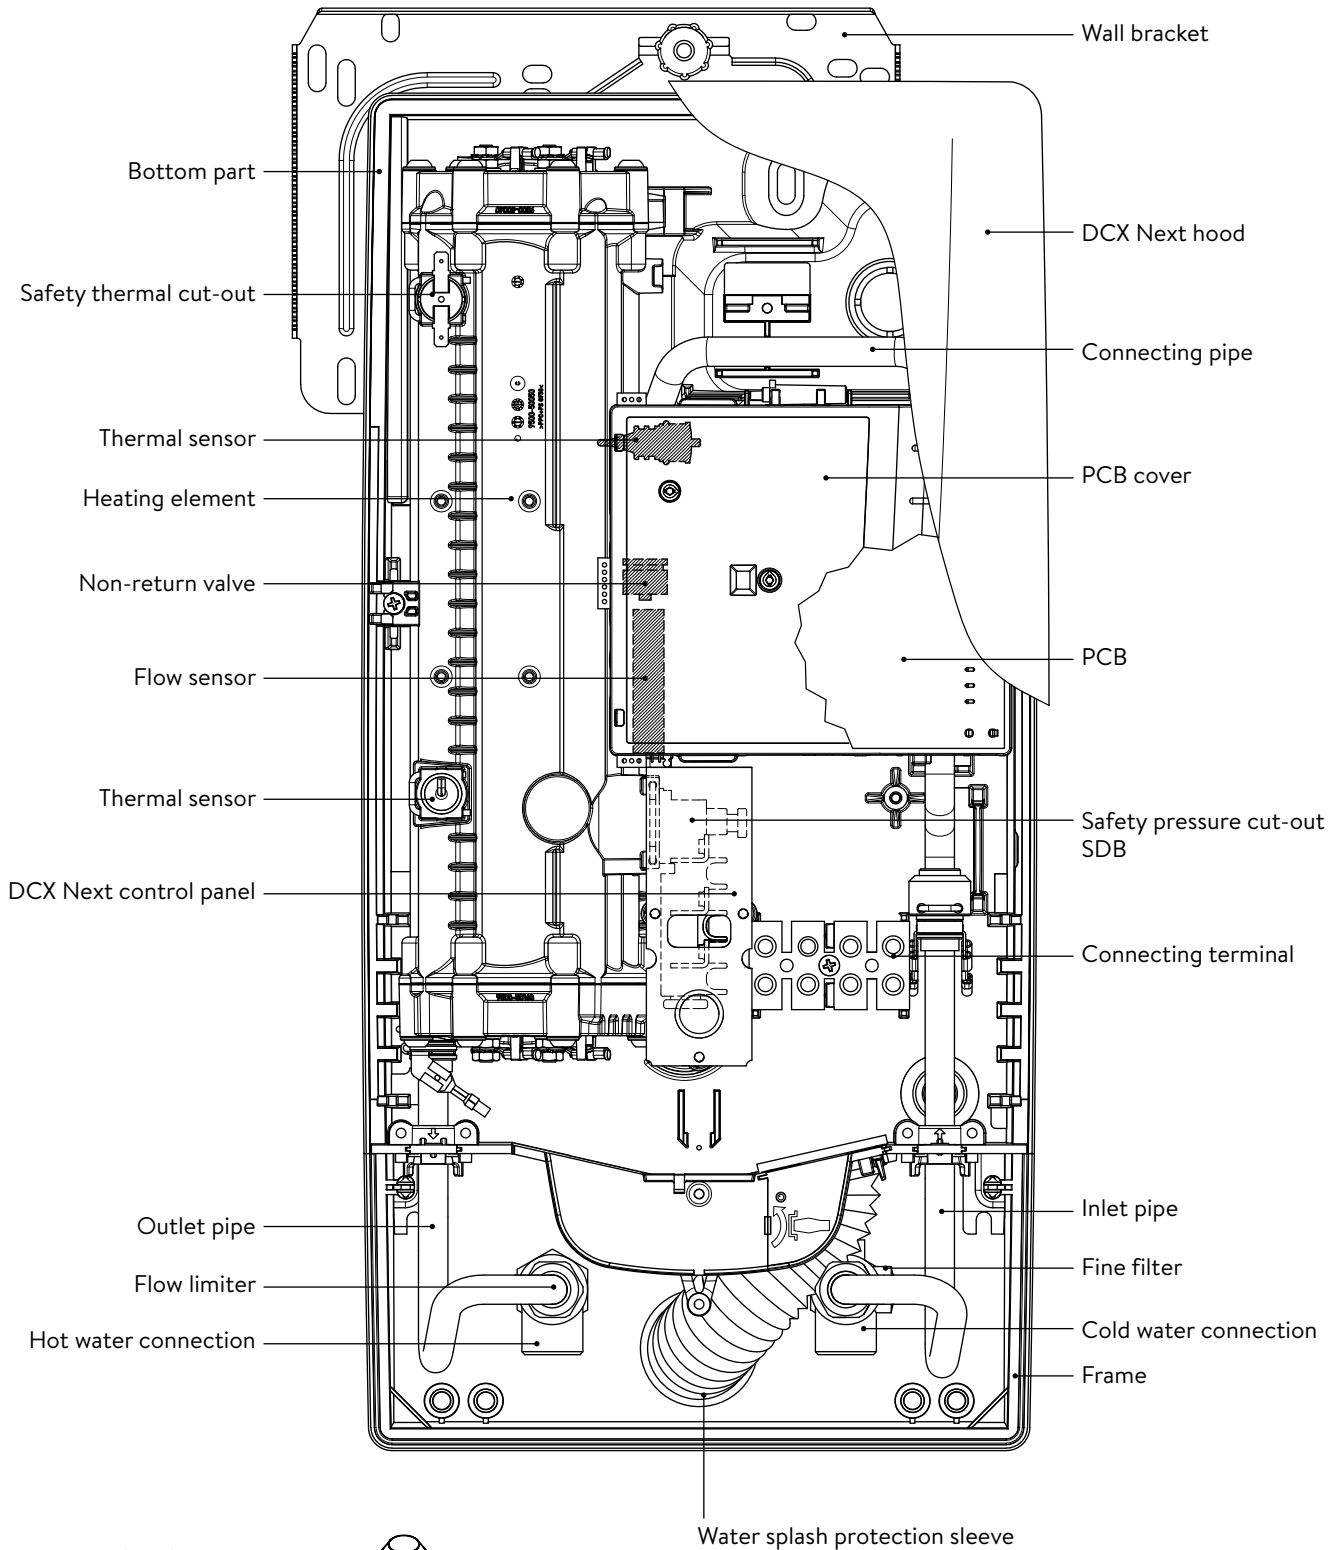 Wall bracket
Bottom part
DCX Next hood
Safety thermal cut-out
Connecting pipe
Thermal sensor
PCB cover
Heating element
Non-return valve
PCB
Flow sensor
Thermal sensor
Safety pressure cut-out
SDB
DCX Next control panel
Connecting terminal
Inlet pipe
Outlet pipe
Fine filter
Flow limiter
Cold water connection
Hot water connection
Frame
Water splash protection sleeve